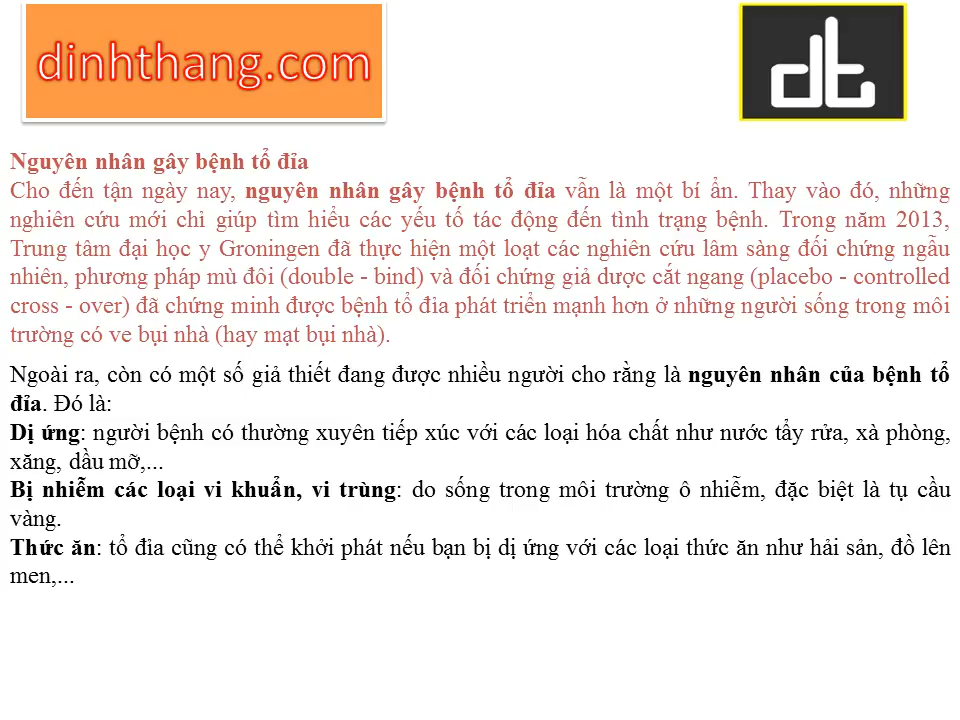 dinhthang.com
dt
Nguyên nhân gây bệnh tổ đỉa
Cho đến tận ngày nay, nguyên nhân gây bệnh tổ đỉa vẫn là một bí ẩn. Thay vào đó, những
nghiên cứu mới chỉ giúp tìm hiểu các yếu tố tác động đến tình trạng bệnh. Trong năm 2013,
Trung tâm đại học y Groningen đã thực hiện một loạt các nghiên cứu lâm sàng đối chứng ngẫu
nhiên, phương pháp mù đôi (double - bind) và đối chứng giả dược cắt ngang (placebo - controlled
cross - over) đã chứng minh được bệnh tổ đỉa phát triển mạnh hơn ở những người sống trong môi
trường có ve bụi nhà (hay mạt bụi nhà).
Ngoài ra, còn có một số giả thiết đang được nhiều người cho rằng là nguyên nhân của bệnh tổ
đỉa. Đó là:
Dị ứng: người bệnh có thường xuyên tiếp xúc với các loại hóa chất như nước tẩy rửa, xà phòng,
xăng, dầu mỡ,...
Bị nhiễm các loại vi khuẩn, vi trùng: do sống trong môi trường ô nhiễm, đặc biệt là tụ cầu
vàng.
Thức ăn: tổ đỉa cũng có thể khởi phát nếu bạn bị dị ứng với các loại thức ăn như hải sản, đồ lên
men,...